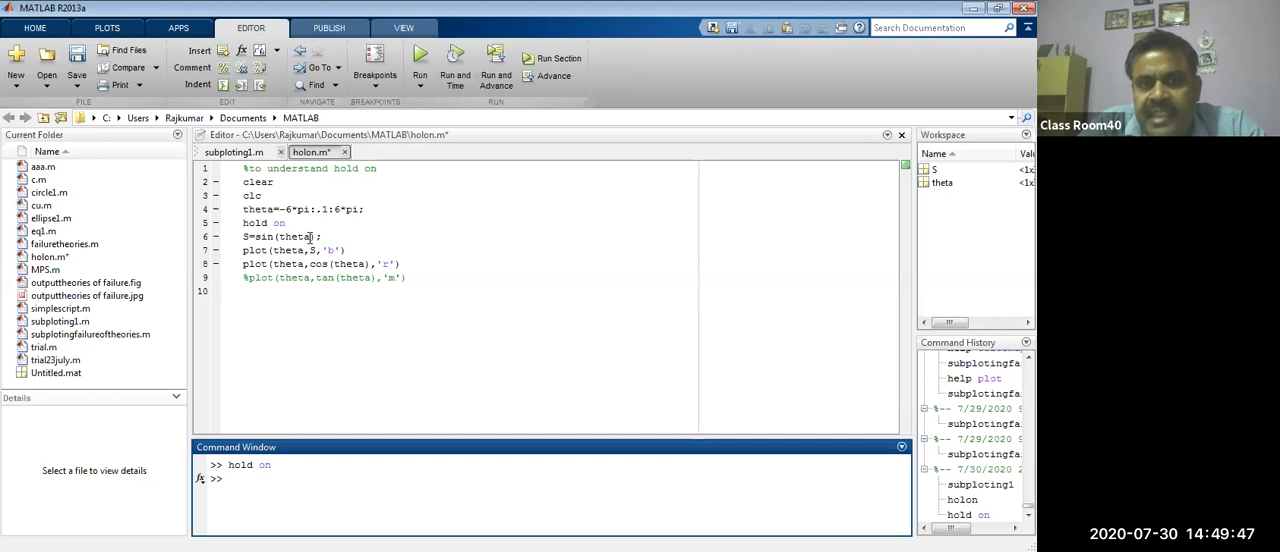 MATLAB R2013a
HOME PLOTS APPS EDITOR PUBLISH VIEW
Search Documentation
New Open Save
Find Files
Compare
Print
FILE
Insert
Comment
Indent
EDIT
Go To
Find
NAVIGATE
Breakpoints
BREAKPOINTS
Run Run and Time Run and Advance
Run Section
Advance
RUN
C: Users Rajkumar Documents MATLAB
Current Folder
Name
aaa.m
c.m
circle1.m
cu.m
ellipse1.m
eq1.m
failuretheories.m
holon.m*
MPS.m
outputtheories of failure.fig
outputtheories of failure.jpg
simplescript.m
subploting1.m
subplotingfailureoftheories.m
trial.m
trial23july.m
Untitled.mat
Details
Select a file to view details
Editor - C:\Users\Rajkumar\Documents\MATLAB\holon.m*
subploting1.m holon.m*
1 %to understand hold on
2 - clear
3 - clc
4 - theta=-6*pi:.1:6*pi;
5 - hold on
6 - S=sin(theta);
7 - plot(theta,S,'b')
8 - plot(theta,cos(theta),'r')
9 %plot(theta,tan(theta),'m')
10
Command Window
>> hold on
fx >>
Workspace
Name Valu
S <1x
theta <1x
Command History
subplotingfa
help plot
subplotingfa
%-- 7/29/2020 9
subplotingfa
%-- 7/29/2020
subplotingfa
%-- 7/30/2020 2
subploting1
holon
hold on
Class Room40
2020-07-30 14:49:47